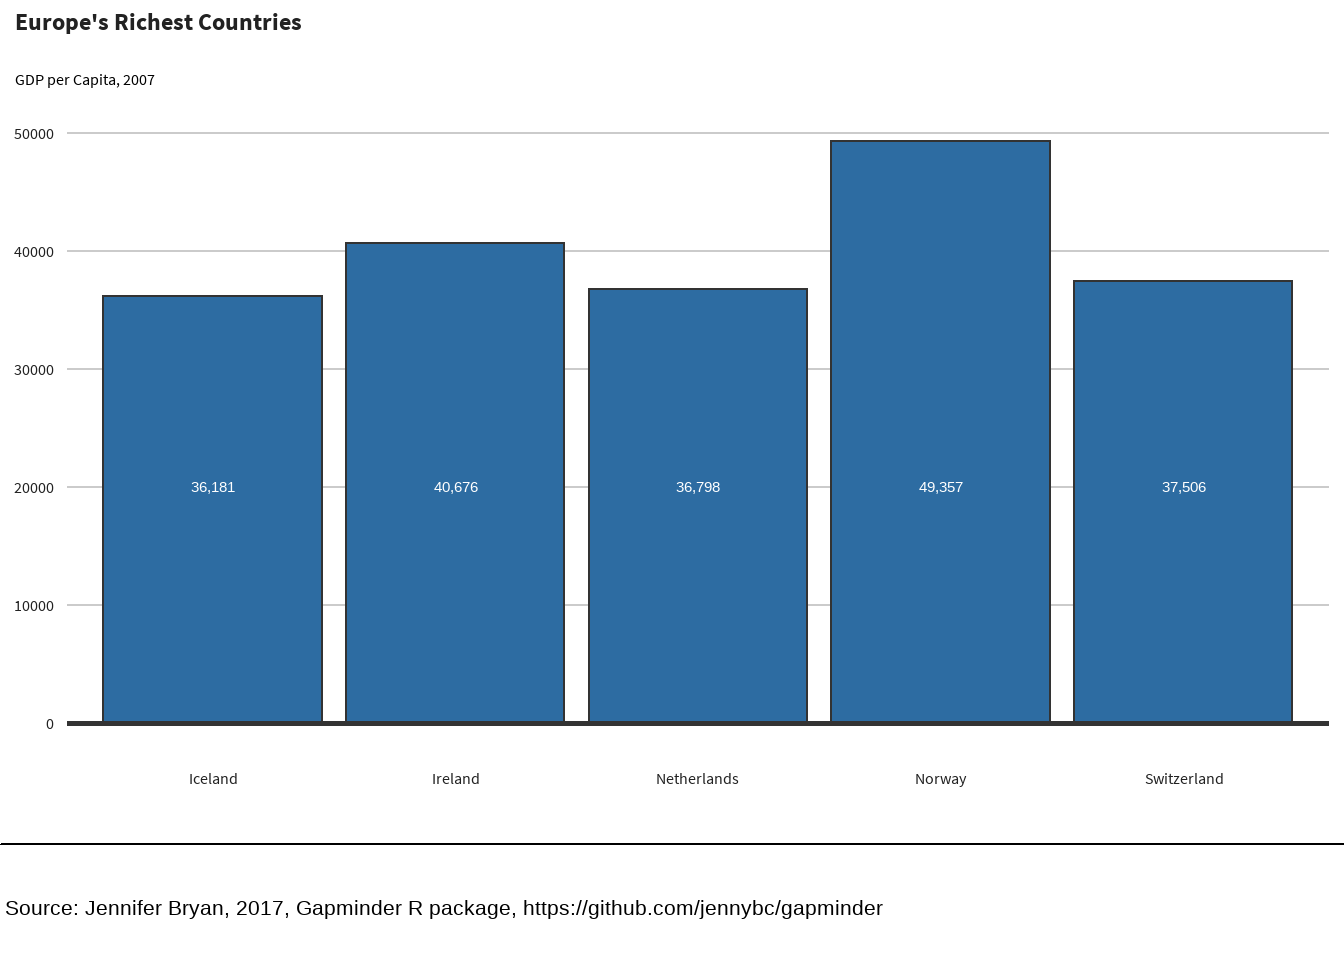 Europe's Richest Countries
GDP per Capita, 2007
50000
40000
30000
20000
10000
0
36,181
40,676
36,798
49,357
37,506
Iceland
Ireland
Netherlands
Norway
Switzerland
Source: Jennifer Bryan, 2017, Gapminder R package, https://github.com/jennybc/gapminder